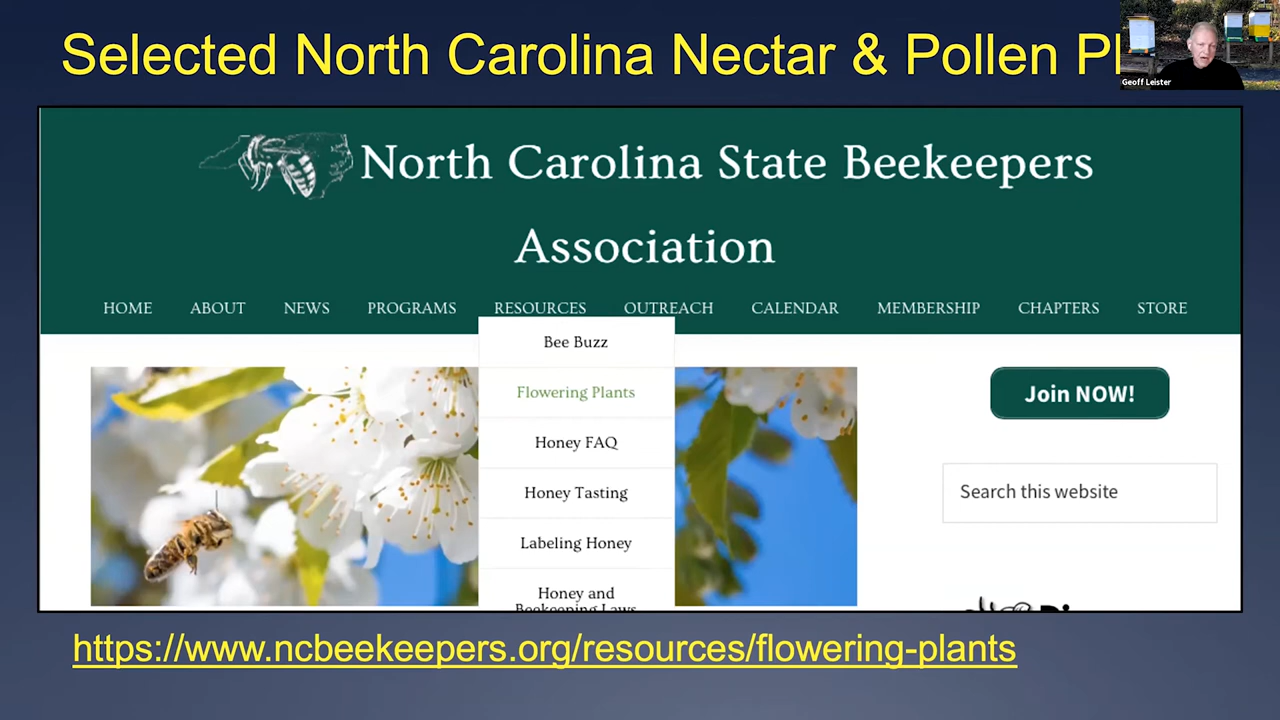 Selected North Carolina Nectar & Pollen Pl
Geoff Leister
North Carolina State Beekeepers
Association
HOME ABOUT NEWS PROGRAMS RESOURCES OUTREACH CALENDAR MEMBERSHIP CHAPTERS STORE
Bee Buzz
Flowering Plants
Join NOW!
Honey FAQ
Honey Tasting
Search this website
Labeling Honey
Honey and
Beekeeping Laws
https://www.ncbeekeepers.org/resources/flowering-plants